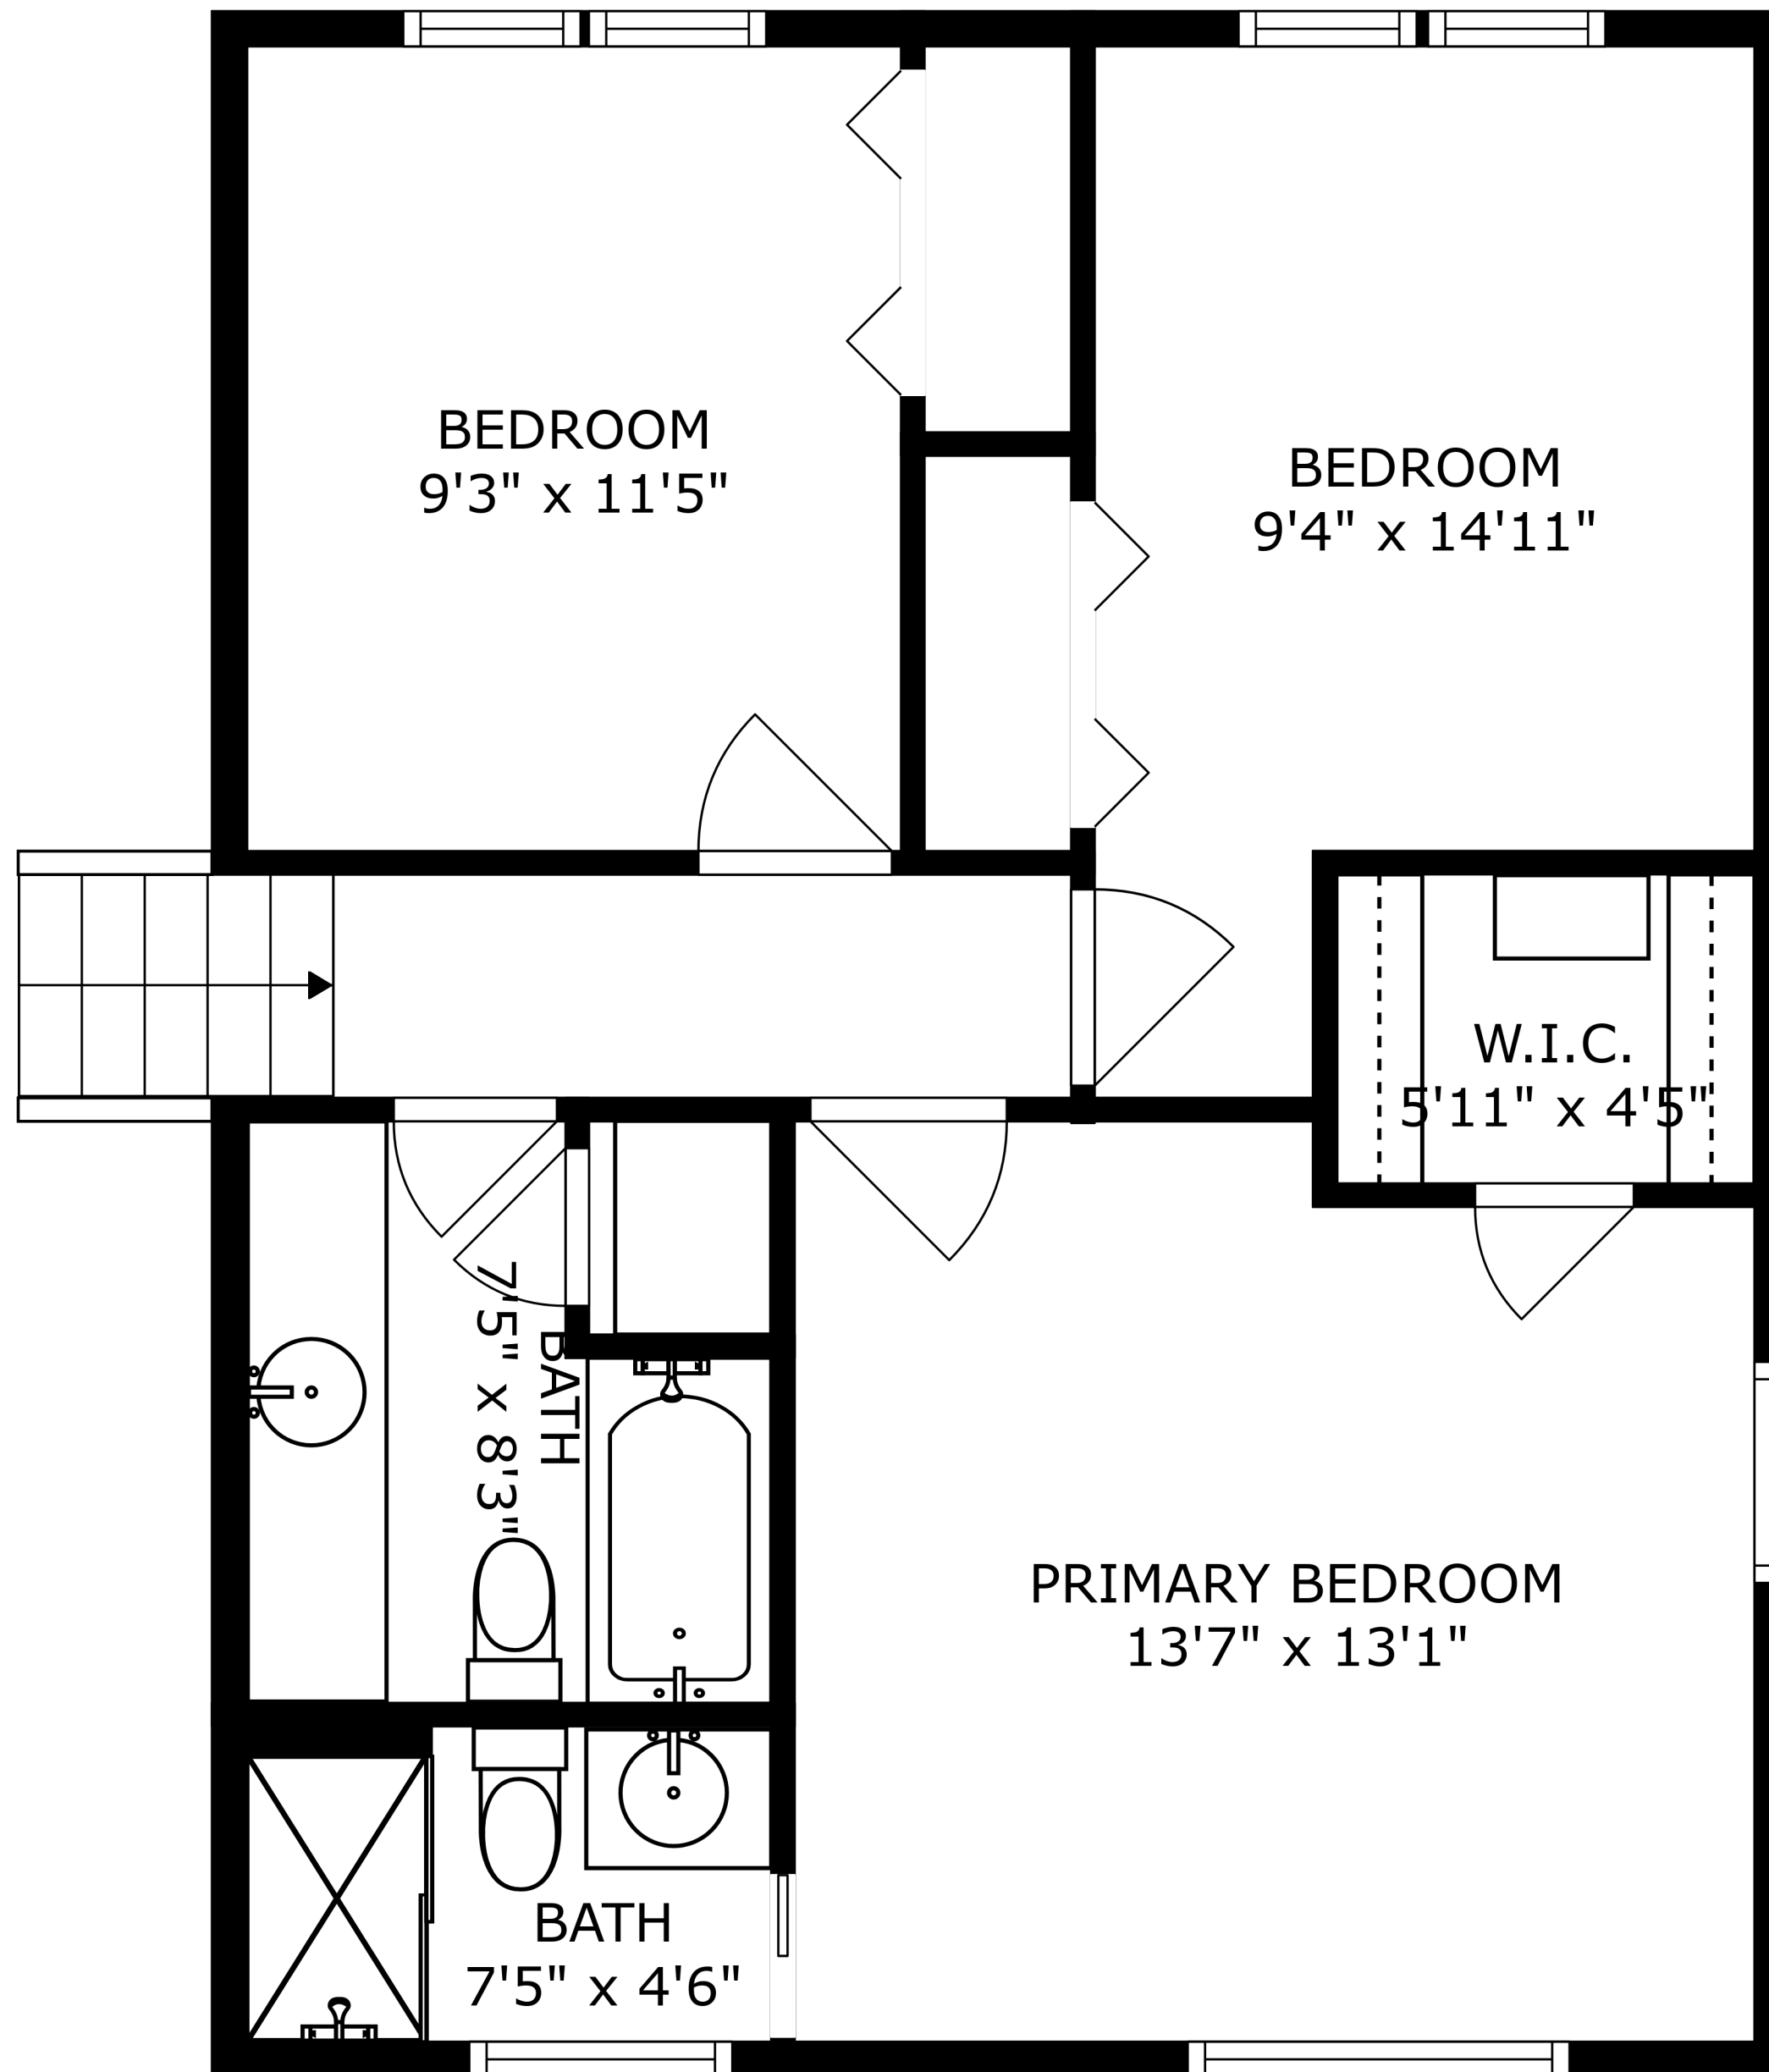 BEDROOM
9'3" x 11'5"
BEDROOM
9'4" x 14'11"
W.I.C.
5'11" x 4'5"
BATH
7'5" x 8'3"
PRIMARY BEDROOM
13'7" x 13'1"
BATH
7'5" x 4'6"